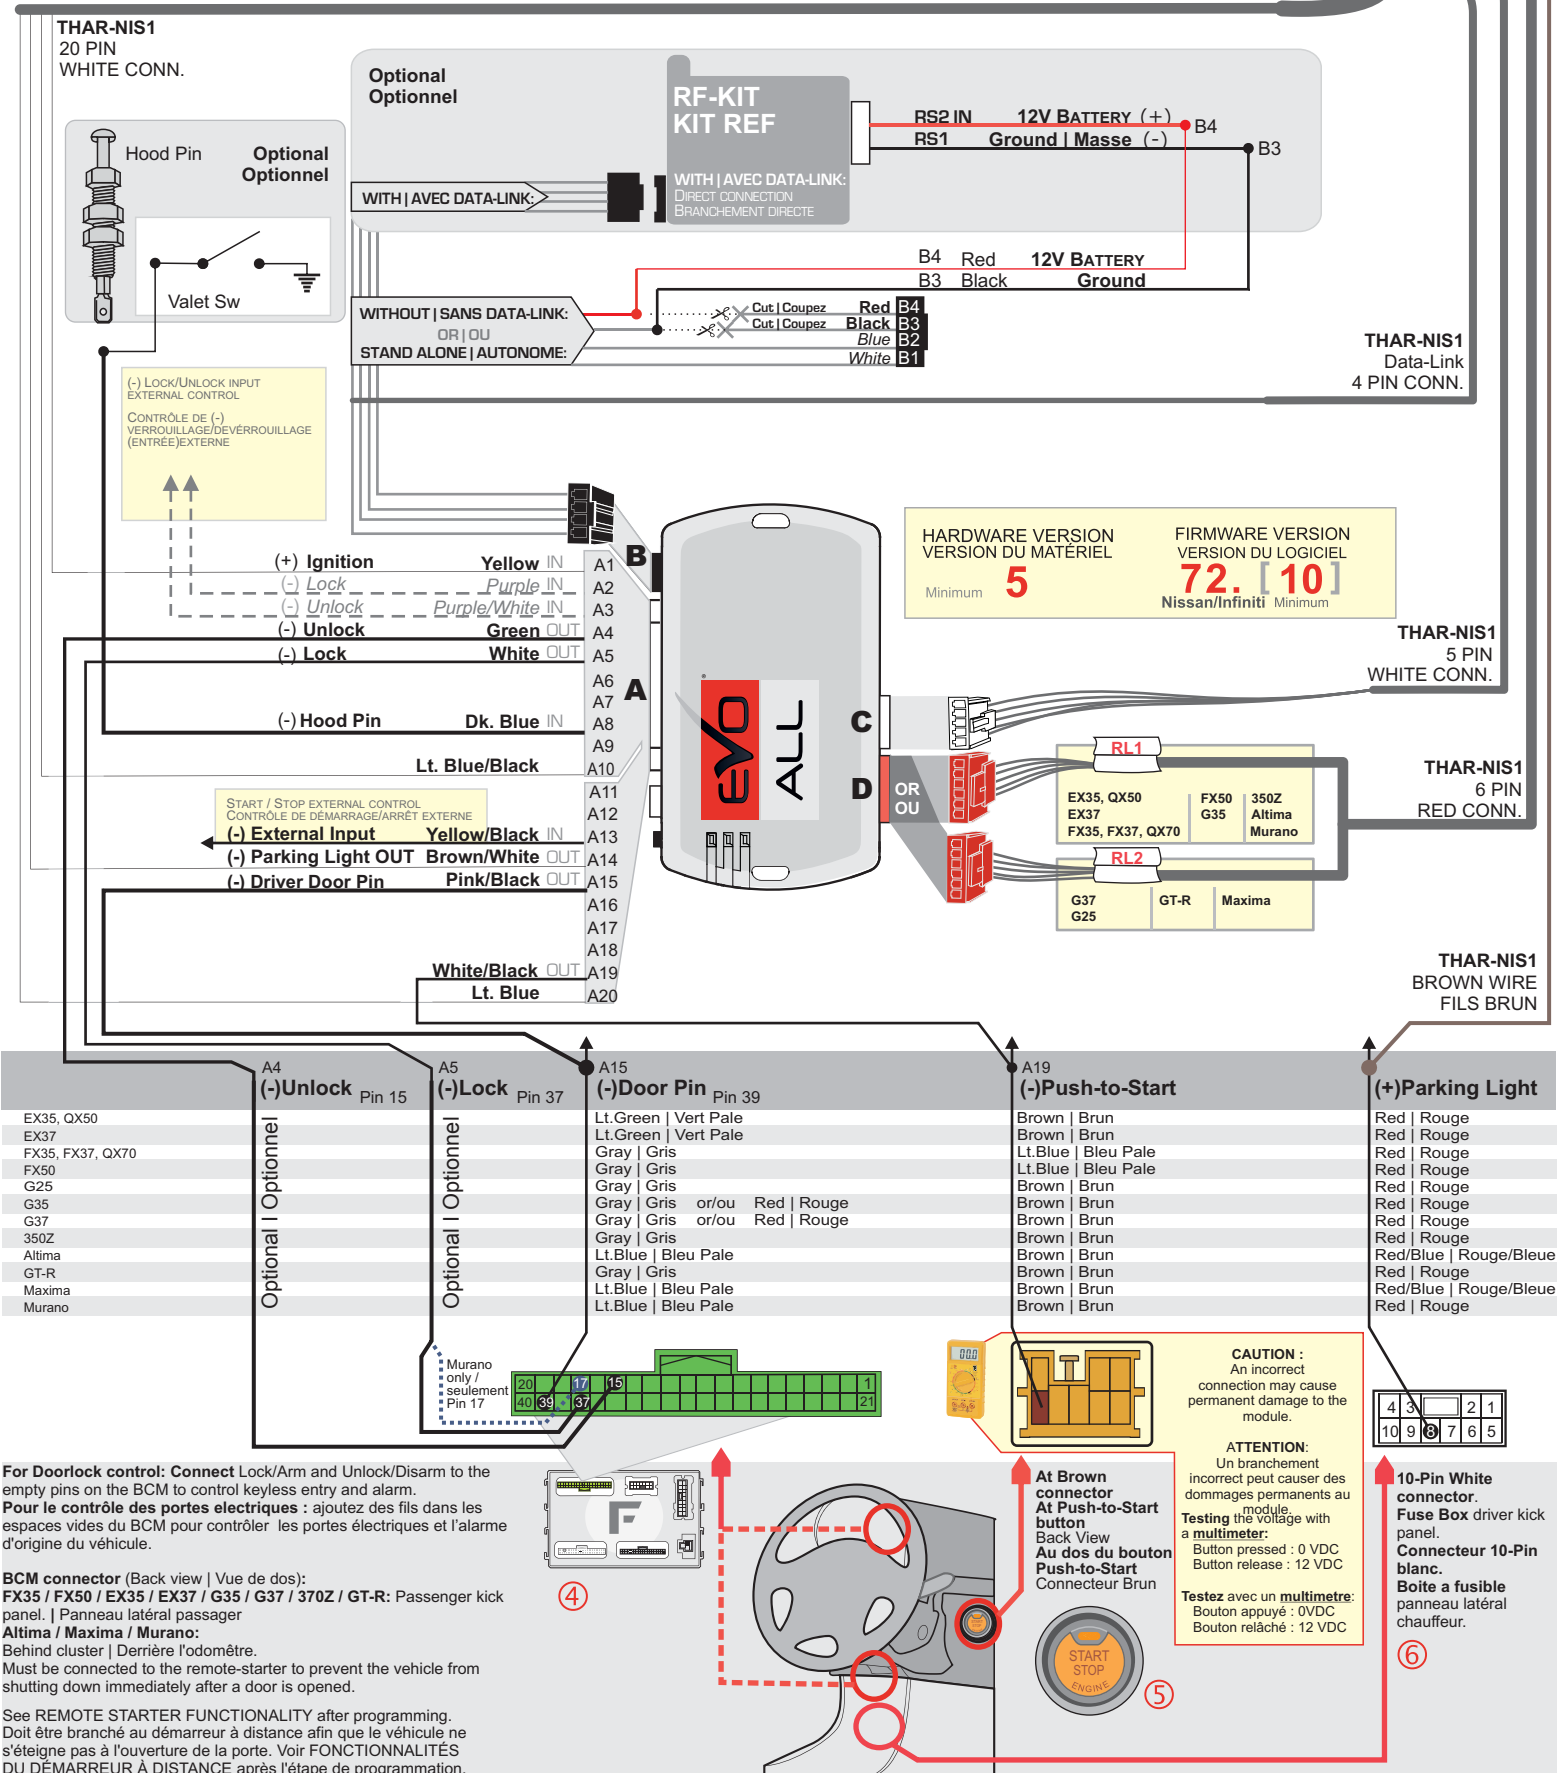 THAR-NIS1
20 PIN
WHITE CONN.
Optional
Optionnel
RF-KIT
KIT REF
RS2 IN 12V BATTERY (+) B4
RS1 Ground | Masse (-) B3
WITH | AVEC DATA-LINK:
DIRECT CONNECTION
BRANCHEMENT DIRECTE
WITH | AVEC DATA-LINK:
Hood Pin
Optional
Optionnel
Valet Sw
B4 Red 12V BATTERY
B3 Black Ground
WITHOUT | SANS DATA-LINK:
OR | OU
STAND ALONE | AUTONOME:
Cut | Coupez Red B4
Cut | Coupez Black B3
Blue B2
White B1
THAR-NIS1
Data-Link
4 PIN CONN.
(-) LOCK/UNLOCK INPUT
EXTERNAL CONTROL
CONTRÔLE DE (-)
VERROUILLAGE/DEVÉRROUILLAGE
(ENTRÉE)EXTERNE
HARDWARE VERSION
VERSION DU MATÉRIEL
Minimum 5
FIRMWARE VERSION
VERSION DU LOGICIEL
72. [10]
Nissan/Infiniti Minimum
B
(+) Ignition Yellow IN A1
(-) Lock Purple IN A2
(-) Unlock Purple/White IN A3
(-) Unlock Green OUT A4
(-) Lock White OUT A5
A6
A
A7
(-) Hood Pin Dk. Blue IN A8
A9
Lt. Blue/Black A10
A11
START / STOP EXTERNAL CONTROL
CONTRÔLE DE DÉMARRAGE/ARRÊT EXTERNE
A12
(-) External Input Yellow/Black IN A13
(-) Parking Light OUT Brown/White OUT A14
(-) Driver Door Pin Pink/Black OUT A15
A16
A17
A18
White/Black OUT A19
Lt. Blue A20
EVO
ALL
C
D
OR
OU
THAR-NIS1
5 PIN
WHITE CONN.
RL1
EX35, QX50
EX37
FX35, FX37, QX70
FX50
G35
350Z
Altima
Murano
RL2
G37
G25
GT-R
Maxima
THAR-NIS1
6 PIN
RED CONN.
THAR-NIS1
BROWN WIRE
FILS BRUN
A4 A5 A15 A19
(-)Unlock Pin 15 (-)Lock Pin 37 (-)Door Pin Pin 39 (-)Push-to-Start (+)Parking Light
Optional I Optionnel
Optional I Optionnel
Optional I Optionnel
Optional I Optionnel
EX35, QX50 Lt.Green | Vert Pale Brown | Brun Red | Rouge
EX37 Lt.Green | Vert Pale Brown | Brun Red | Rouge
FX35, FX37, QX70 Gray | Gris Lt.Blue | Bleu Pale Red | Rouge
FX50 Gray | Gris Lt.Blue | Bleu Pale Red | Rouge
G25 Gray | Gris Brown | Brun Red | Rouge
G35 Gray | Gris or/ou Red | Rouge Brown | Brun Red | Rouge
G37 Gray | Gris or/ou Red | Rouge Brown | Brun Red | Rouge
350Z Gray | Gris Brown | Brun Red | Rouge
Altima Lt.Blue | Bleu Pale Brown | Brun Red/Blue | Rouge/Bleue
GT-R Gray | Gris Brown | Brun Red | Rouge
Maxima Lt.Blue | Bleu Pale Brown | Brun Red/Blue | Rouge/Bleue
Murano Lt.Blue | Bleu Pale Brown | Brun Red | Rouge
Murano
only /
seulement
Pin 17
20 17 15 1
40 39 37 21
00.0
CAUTION :
An incorrect
connection may cause
permanent damage to the
module.
ATTENTION:
Un branchement
incorrect peut causer des
dommages permanents au
module.
Testing the voltage with
a multimeter:
Button pressed : 0 VDC
Button release : 12 VDC
Testez avec un multimetre:
Bouton appuyé : 0VDC
Bouton relâché : 12 VDC
4 3 2 1
10 9 8 7 6 5
For Doorlock control: Connect Lock/Arm and Unlock/Disarm to the
empty pins on the BCM to control keyless entry and alarm.
Pour le contrôle des portes electriques : ajoutez des fils dans les
espaces vides du BCM pour contrôler les portes électriques et l'alarme
d'origine du véhicule.
BCM connector (Back view | Vue de dos):
FX35 / FX50 / EX35 / EX37 / G35 / G37 / 370Z / GT-R: Passenger kick
panel. | Panneau latéral passager
Altima / Maxima / Murano:
Behind cluster | Derrière l'odomêtre.
Must be connected to the remote-starter to prevent the vehicle from
shutting down immediately after a door is opened.
See REMOTE STARTER FUNCTIONALITY after programming.
Doit être branché au démarreur à distance afin que le véhicule ne
s'éteigne pas à l'ouverture de la porte. Voir FONCTIONNALITÉS
DU DÉMARREUR À DISTANCE après l'étape de programmation.
F
4
At Brown
connector
At Push-to-Start
button
Back View
Au dos du bouton
Push-to-Start
Connecteur Brun
START
STOP
ENGINE
5
10-Pin White
connector.
Fuse Box driver kick
panel.
Connecteur 10-Pin
blanc.
Boite a fusible
panneau latéral
chauffeur.
6